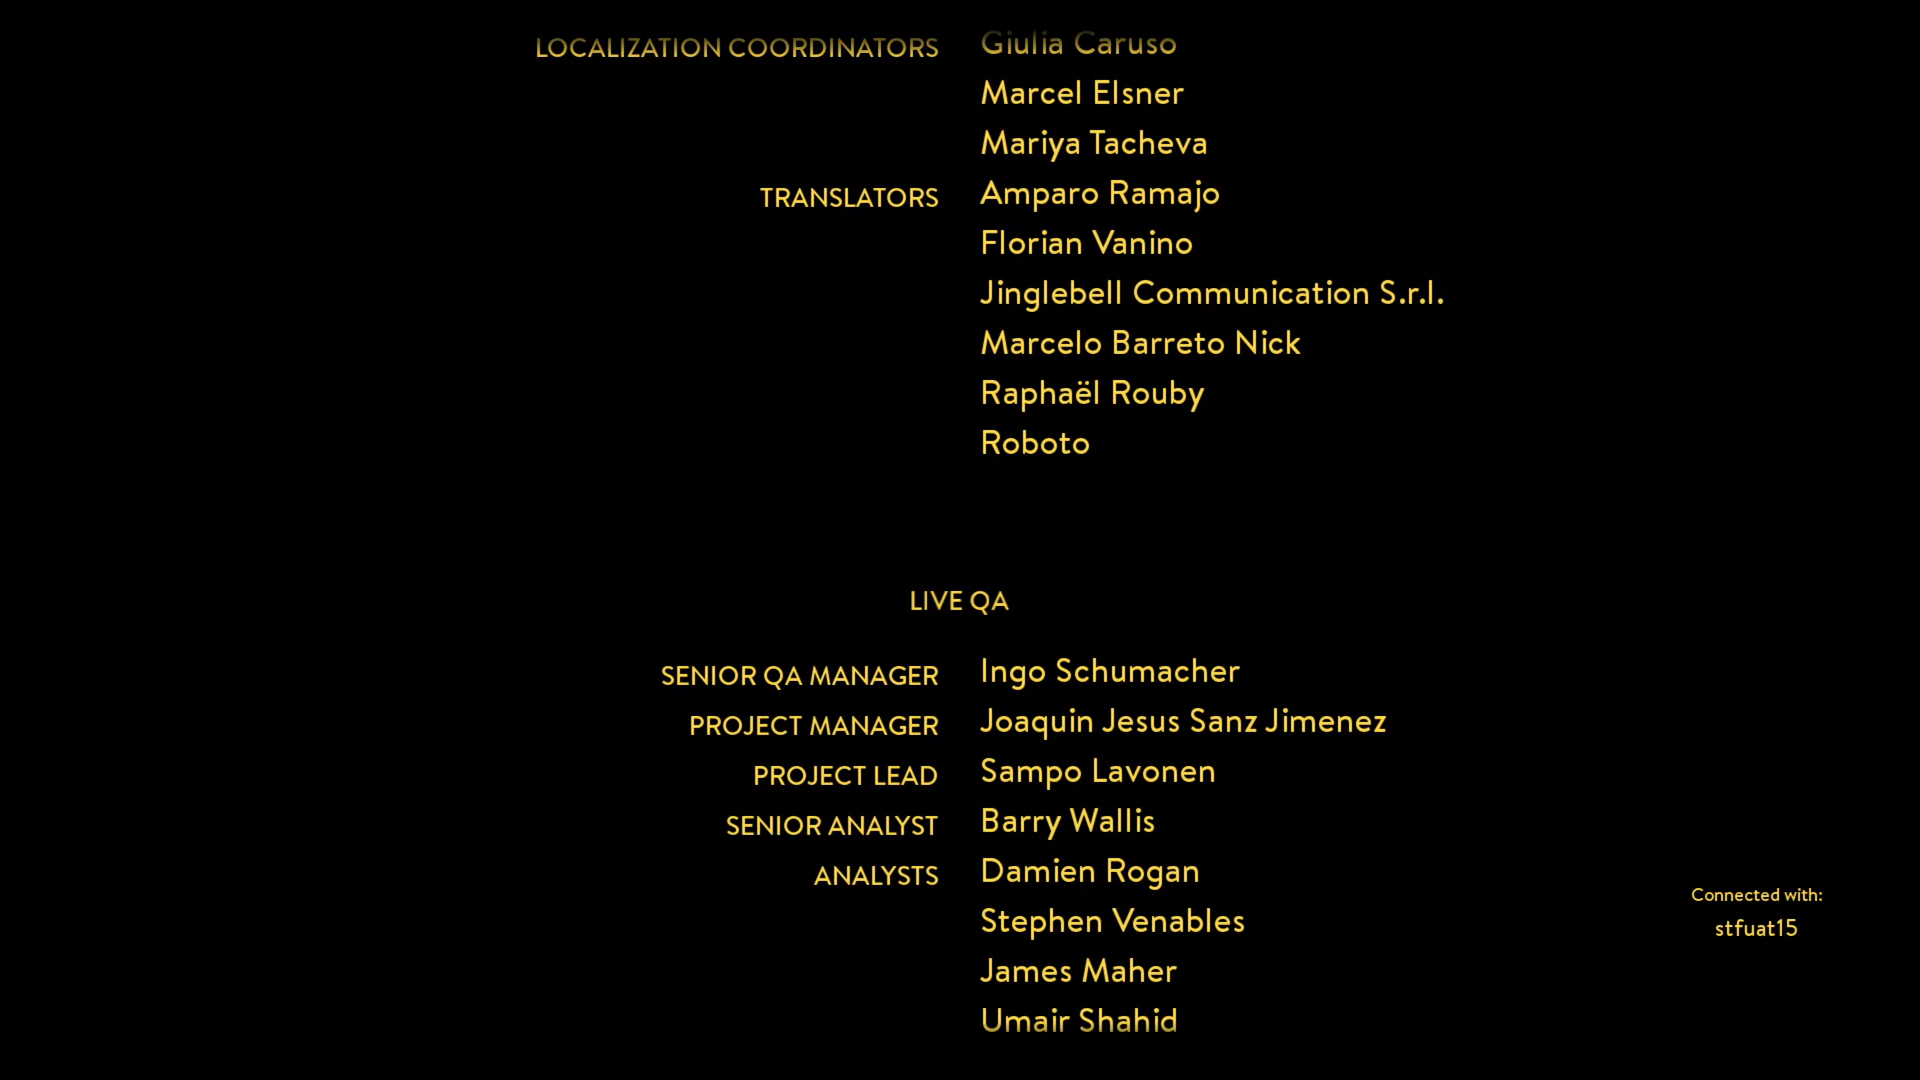 LOCALIZATION COORDINATORS Giulia Caruso
Marcel Elsner
Mariya Tacheva
TRANSLATORS Amparo Ramajo
Florian Vanino
Jinglebell Communication S.r.l.
Marcelo Barreto Nick
Raphaël Rouby
Roboto
LIVE QA
SENIOR QA MANAGER Ingo Schumacher
PROJECT MANAGER Joaquin Jesus Sanz Jimenez
PROJECT LEAD Sampo Lavonen
SENIOR ANALYST Barry Wallis
ANALYSTS Damien Rogan
Stephen Venables
James Maher
Umair Shahid
Connected with:
stfuat15